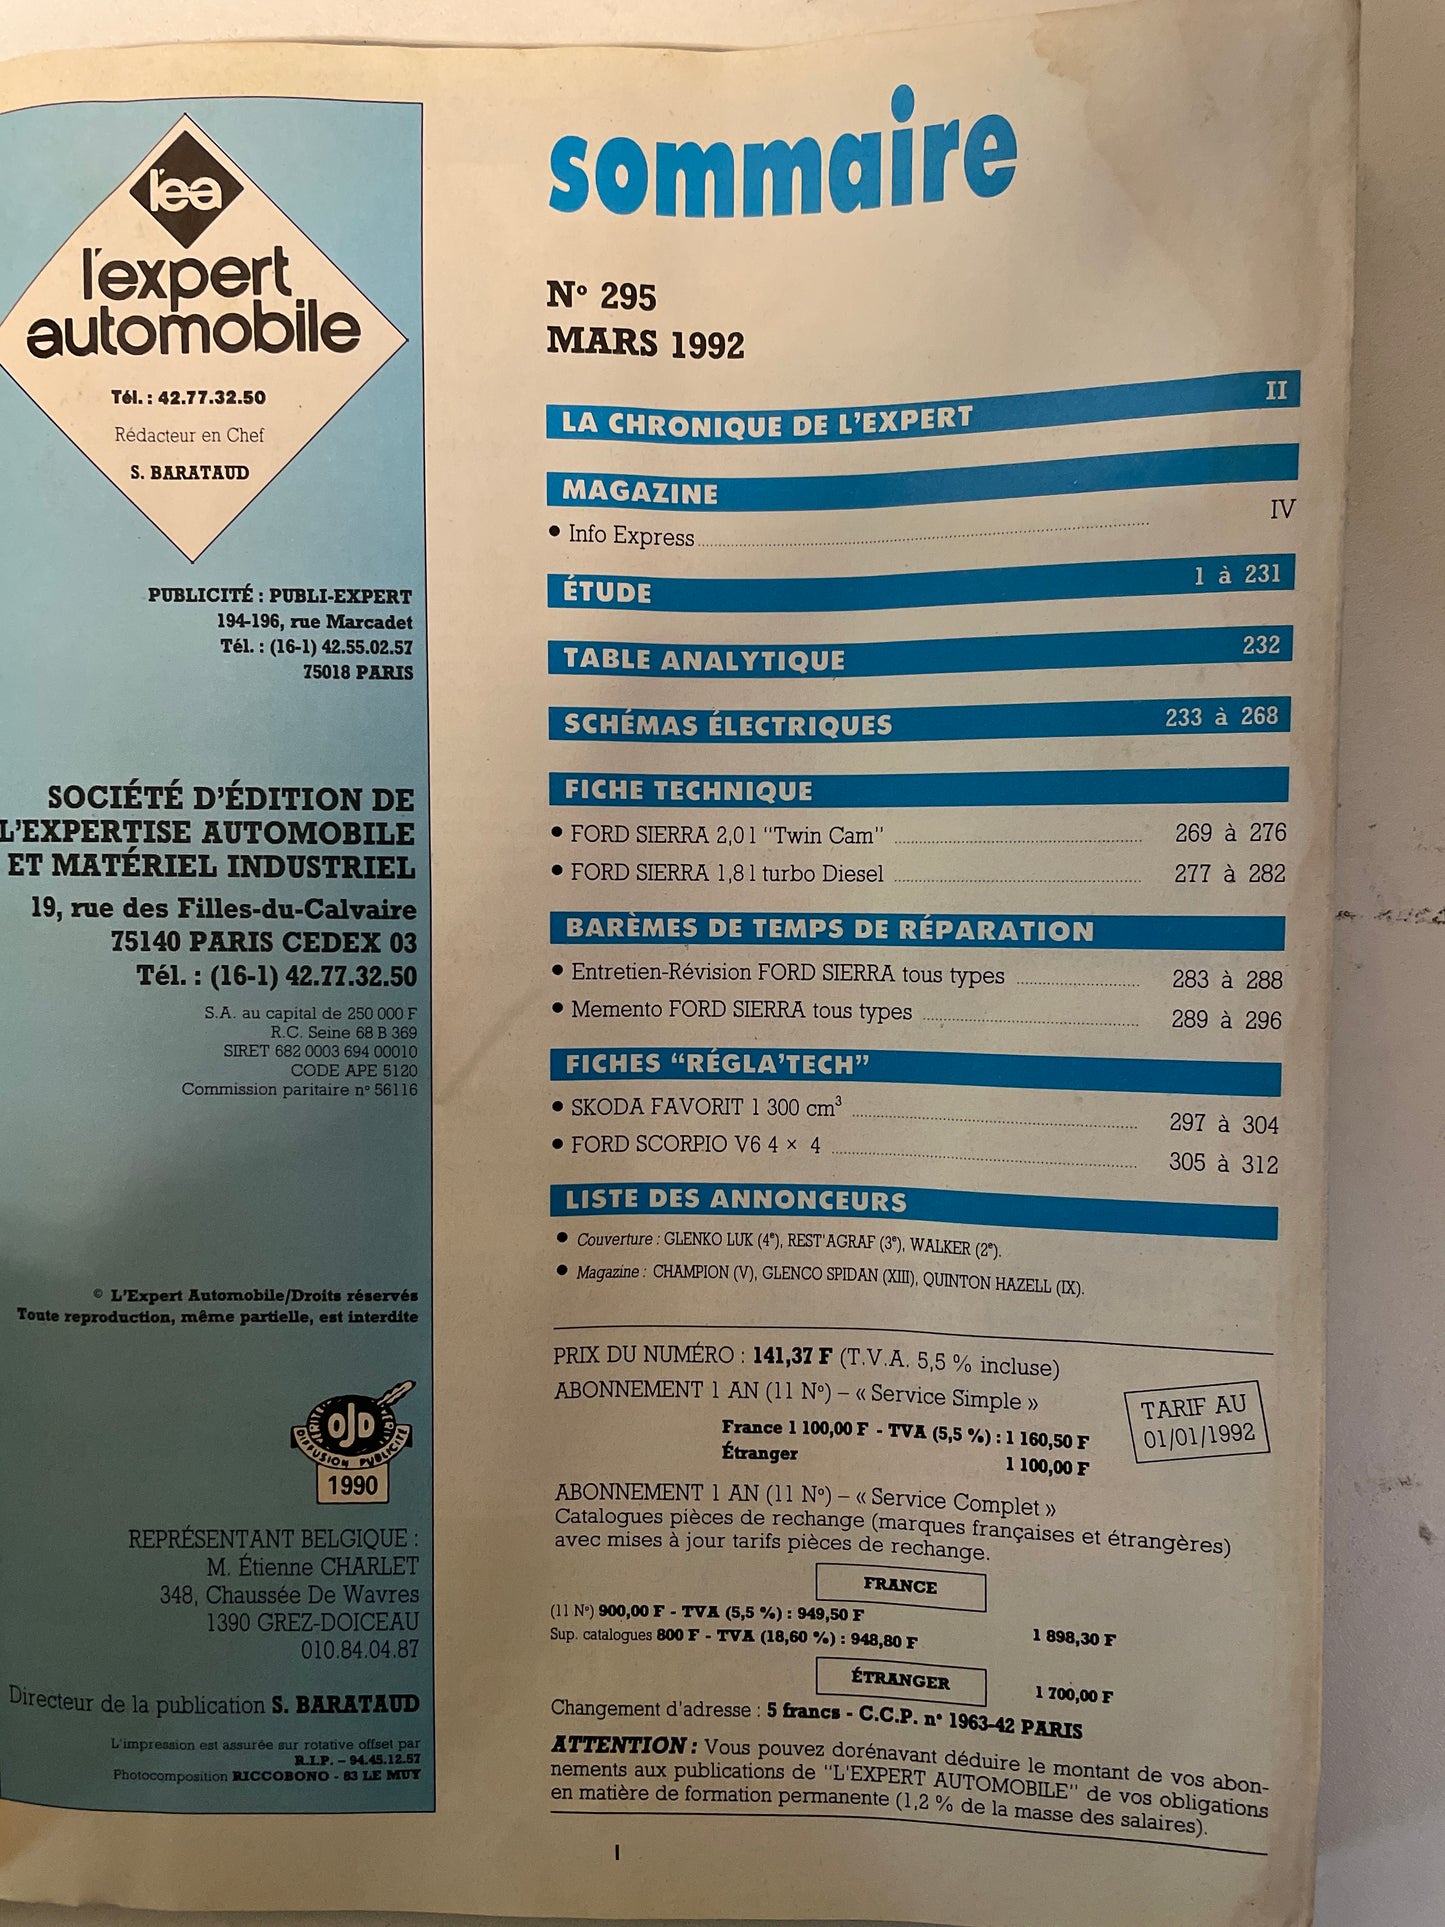 l'ea
l'expert
automobile
Tél. : 42.77.32.50
Rédacteur en Chef
S. BARATAUD
PUBLICITÉ : PUBLI-EXPERT
194-196, rue Marcadet
Tél. : (16-1) 42.55.02.57
75018 PARIS
SOCIÉTÉ D'ÉDITION DE
L'EXPERTISE AUTOMOBILE
ET MATÉRIEL INDUSTRIEL
19, rue des Filles-du-Calvaire
75140 PARIS CEDEX 03
Tél. : (16-1) 42.77.32.50
S.A. au capital de 250 000 F
R.C. Seine 68 B 369
SIRET 682 0003 694 00010
CODE APE 5120
Commission paritaire n° 56116
© L'Expert Automobile/Droits réservés
Toute reproduction, même partielle, est interdite
OJD
DIFFUSION PUBLICITÉ
1990
REPRÉSENTANT BELGIQUE :
M. Étienne CHARLET
348, Chaussée De Wavres
1390 GREZ-DOICEAU
010.84.04.87
Directeur de la publication S. BARATAUD
L'impression est assurée sur rotative offset par
R.I.P. – 94.45.12.57
Photocomposition RICCOBONO - 83 LE MUY
sommaire
N° 295
MARS 1992
LA CHRONIQUE DE L'EXPERT II
MAGAZINE
• Info Express IV
ÉTUDE 1 à 231
TABLE ANALYTIQUE 232
SCHÉMAS ÉLECTRIQUES 233 à 268
FICHE TECHNIQUE
• FORD SIERRA 2,0 l "Twin Cam" 269 à 276
• FORD SIERRA 1,8 l turbo Diesel 277 à 282
BARÈMES DE TEMPS DE RÉPARATION
• Entretien-Révision FORD SIERRA tous types 283 à 288
• Memento FORD SIERRA tous types 289 à 296
FICHES "RÉGLA'TECH"
• SKODA FAVORIT 1 300 cm³ 297 à 304
• FORD SCORPIO V6 4 × 4 305 à 312
LISTE DES ANNONCEURS
• Couverture : GLENKO LUK (4e), REST'AGRAF (3e), WALKER (2e).
• Magazine : CHAMPION (V), GLENCO SPIDAN (XIII), QUINTON HAZELL (IX).
PRIX DU NUMÉRO : 141,37 F (T.V.A. 5,5 % incluse)
ABONNEMENT 1 AN (11 N°) – « Service Simple »
France 1 100,00 F - TVA (5,5 %) : 1 160,50 F
Étranger 1 100,00 F
TARIF AU
01/01/1992
ABONNEMENT 1 AN (11 N°) – « Service Complet »
Catalogues pièces de rechange (marques françaises et étrangères)
avec mises à jour tarifs pièces de rechange.
FRANCE
(11 N°) 900,00 F - TVA (5,5 %) : 949,50 F
Sup. catalogues 800 F - TVA (18,60 %) : 948,80 F 1 898,30 F
ÉTRANGER
1 700,00 F
Changement d'adresse : 5 francs - C.C.P. n° 1963-42 PARIS
ATTENTION : Vous pouvez dorénavant déduire le montant de vos abon-
nements aux publications de "L'EXPERT AUTOMOBILE" de vos obligations
en matière de formation permanente (1,2 % de la masse des salaires).
I